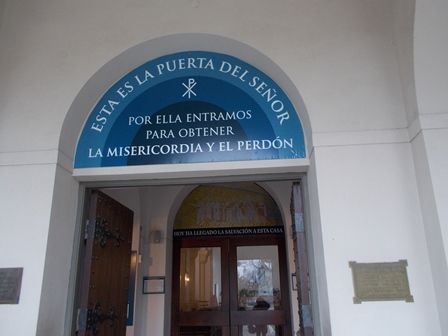 ESTA ES LA PUERTA DEL SEÑOR
POR ELLA ENTRAMOS
PARA OBTENER
LA MISERICORDIA Y EL PERDÓN
HOY HA LLEGADO LA SALVACIÓN A ESTA CASA